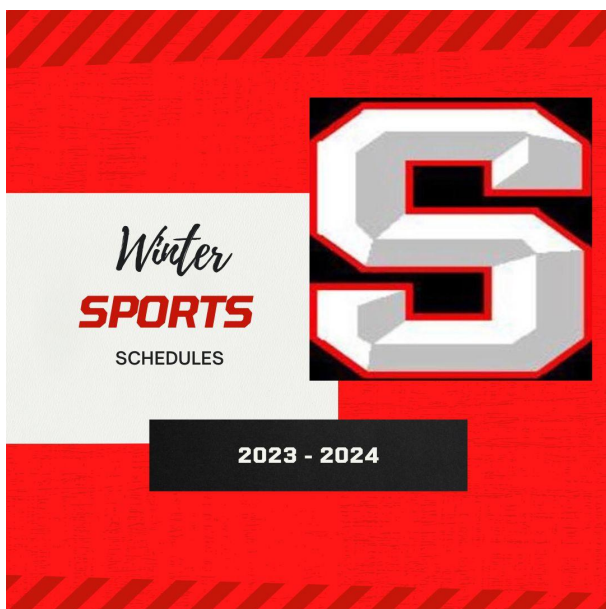 Winter
SPORTS
SCHEDULES
S
2023 - 2024